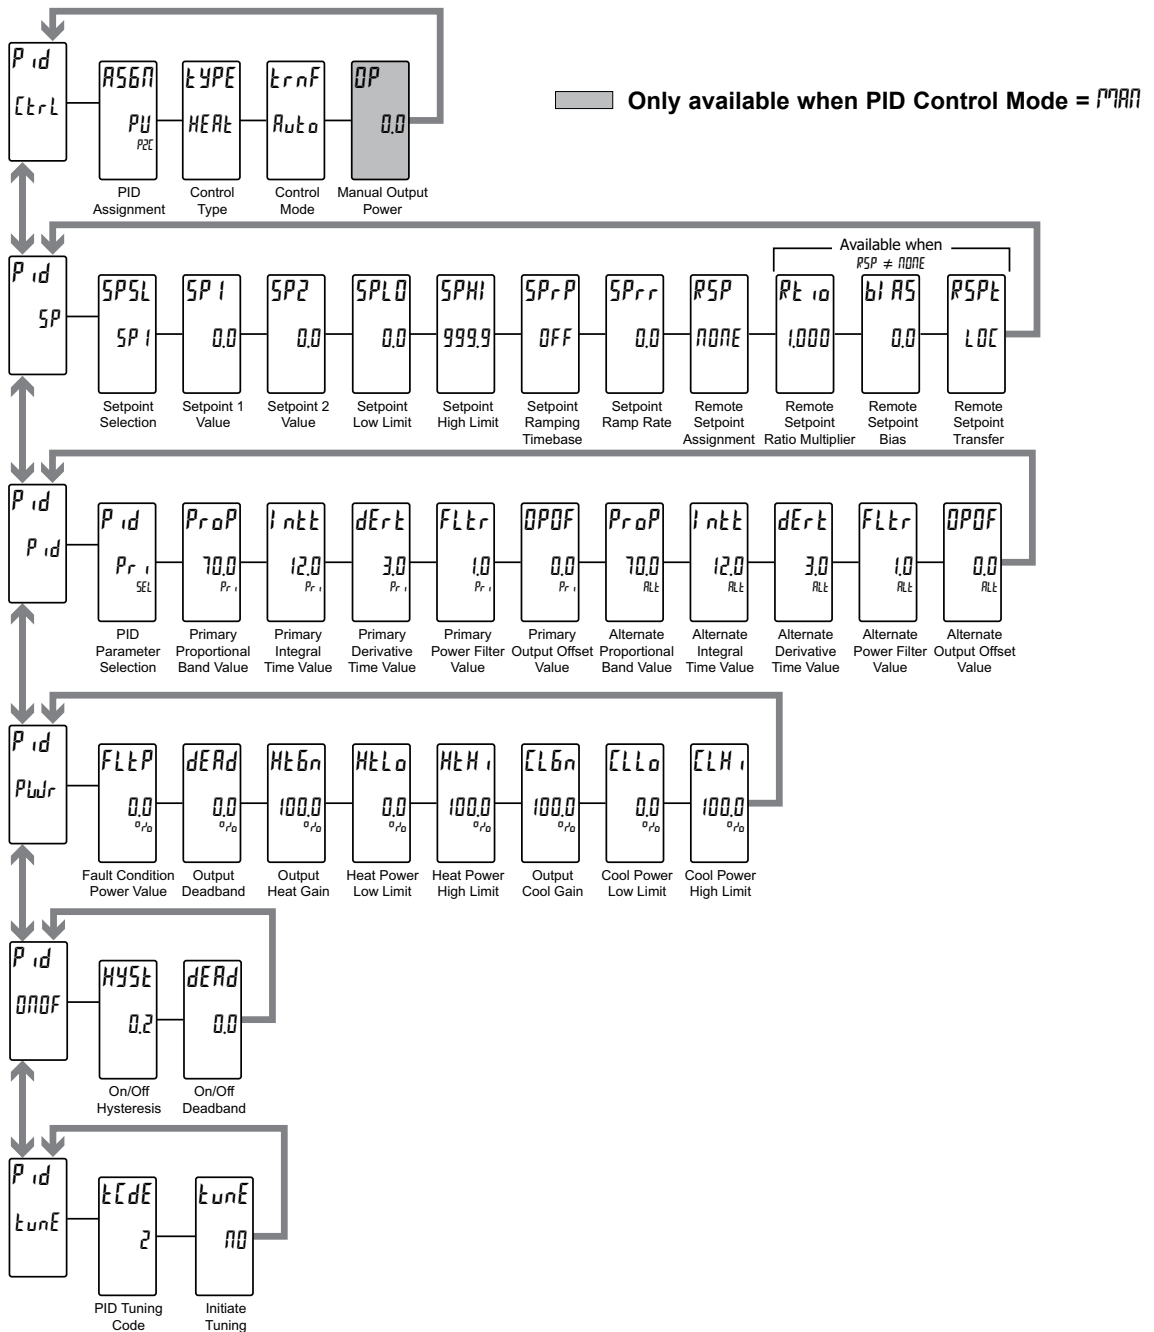 Pid
CtrL
ASGN
PV
P2C
PID
Assignment
tYPE
HEAt
Control
Type
trnF
Auto
Control
Mode
OP
0.0
Manual Output
Power
Only available when PID Control Mode = MAN
Pid
SP
Available when
RSP ≠ NONE
SPSL
SP1
Setpoint
Selection
SP1
0.0
Setpoint 1
Value
SP2
0.0
Setpoint 2
Value
SPLO
0.0
Setpoint
Low Limit
SPHI
999.9
Setpoint
High Limit
SPrP
OFF
Setpoint
Ramping
Timebase
SPrr
0.0
Setpoint
Ramp Rate
RSP
NONE
Remote
Setpoint
Assignment
Rtio
1.000
Remote
Setpoint
Ratio Multiplier
bIAS
0.0
Remote
Setpoint
Bias
RSPt
LOC
Remote
Setpoint
Transfer
Pid
Pid
Pid
Pri
SEL
PID
Parameter
Selection
ProP
70.0
Pri
Primary
Proportional
Band Value
Intt
12.0
Pri
Primary
Integral
Time Value
dErt
3.0
Pri
Primary
Derivative
Time Value
FLtr
1.0
Pri
Primary
Power Filter
Value
OPOF
0.0
Pri
Primary
Output Offset
Value
ProP
70.0
ALt
Alternate
Proportional
Band Value
Intt
12.0
ALt
Alternate
Integral
Time Value
dErt
3.0
ALt
Alternate
Derivative
Time Value
FLtr
1.0
ALt
Alternate
Power Filter
Value
OPOF
0.0
ALt
Alternate
Output Offset
Value
Pid
PWr
FLtP
0.0
%
Fault Condition
Power Value
dEAd
0.0
%
Output
Deadband
HtGn
100.0
%
Output
Heat Gain
HtLo
0.0
%
Heat Power
Low Limit
HtHi
100.0
%
Heat Power
High Limit
CLGn
100.0
%
Output
Cool Gain
CLLo
0.0
%
Cool Power
Low Limit
CLHi
100.0
%
Cool Power
High Limit
Pid
ONOF
HYSt
0.2
On/Off
Hysteresis
dEAd
0.0
On/Off
Deadband
Pid
tunE
tCdE
2
PID Tuning
Code
tunE
NO
Initiate
Tuning